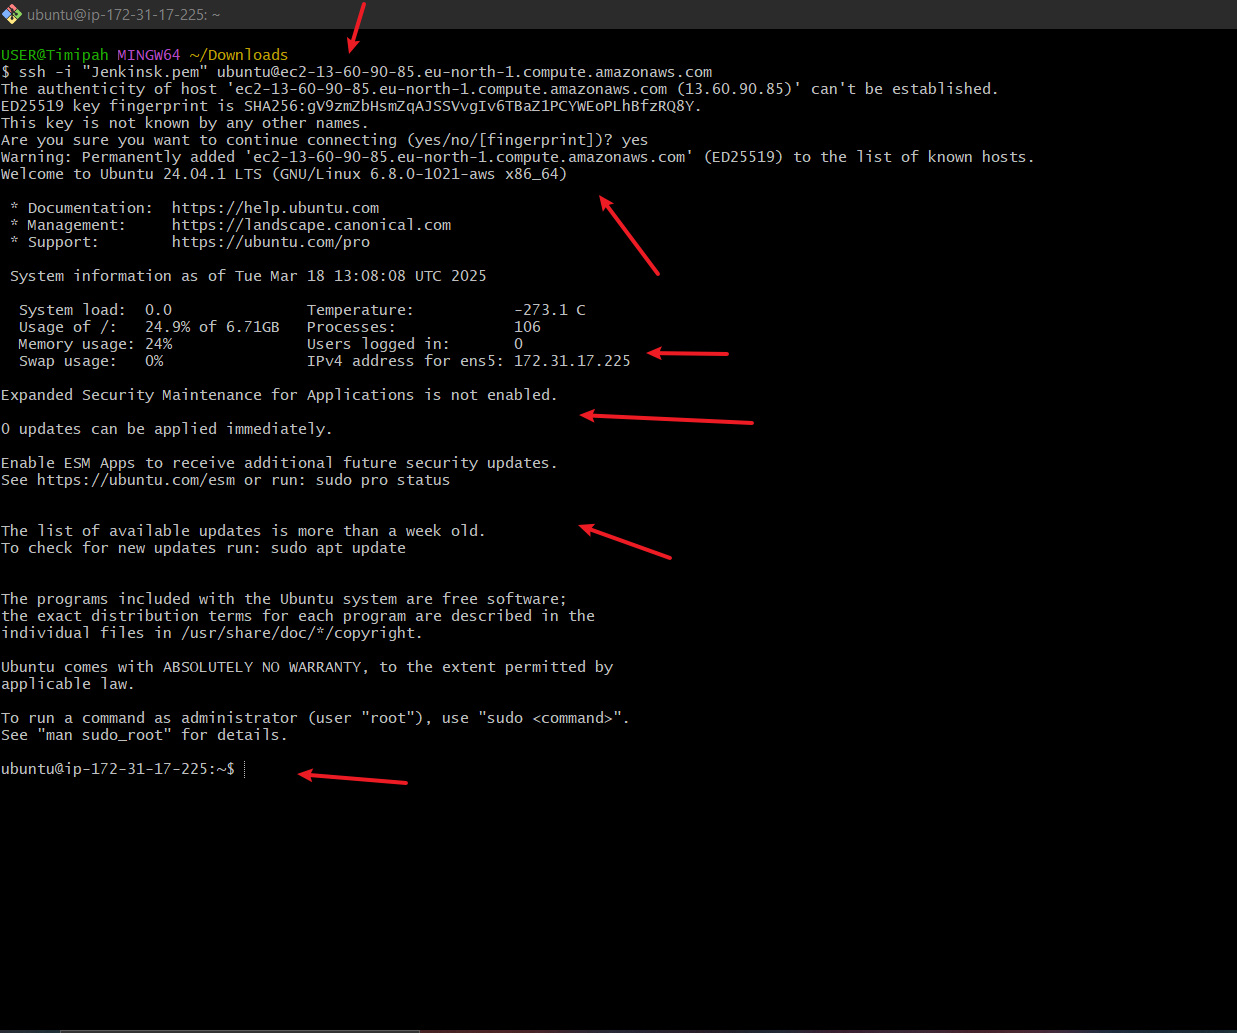 ubuntu@ip-172-31-17-225: ~
USER@Timipah MINGW64 ~/Downloads
$ ssh -i "Jenkinsk.pem" ubuntu@ec2-13-60-90-85.eu-north-1.compute.amazonaws.com
The authenticity of host 'ec2-13-60-90-85.eu-north-1.compute.amazonaws.com (13.60.90.85)' can't be established.
ED25519 key fingerprint is SHA256:gV9zmZbHsmZqAJSSVvgIv6TBaZ1PCYWEoPLhBfzRQ8Y.
This key is not known by any other names.
Are you sure you want to continue connecting (yes/no/[fingerprint])? yes
Warning: Permanently added 'ec2-13-60-90-85.eu-north-1.compute.amazonaws.com' (ED25519) to the list of known hosts.
Welcome to Ubuntu 24.04.1 LTS (GNU/Linux 6.8.0-1021-aws x86_64)
* Documentation:  https://help.ubuntu.com
* Management:     https://landscape.canonical.com
* Support:        https://ubuntu.com/pro
System information as of Tue Mar 18 13:08:08 UTC 2025
System load:  0.0               Temperature:           -273.1 C
Usage of /:   24.9% of 6.71GB   Processes:             106
Memory usage: 24%               Users logged in:       0
Swap usage:   0%                IPv4 address for ens5: 172.31.17.225
Expanded Security Maintenance for Applications is not enabled.
0 updates can be applied immediately.
Enable ESM Apps to receive additional future security updates.
See https://ubuntu.com/esm or run: sudo pro status
The list of available updates is more than a week old.
To check for new updates run: sudo apt update
The programs included with the Ubuntu system are free software;
the exact distribution terms for each program are described in the
individual files in /usr/share/doc/*/copyright.
Ubuntu comes with ABSOLUTELY NO WARRANTY, to the extent permitted by
applicable law.
To run a command as administrator (user "root"), use "sudo <command>".
See "man sudo_root" for details.
ubuntu@ip-172-31-17-225:~$